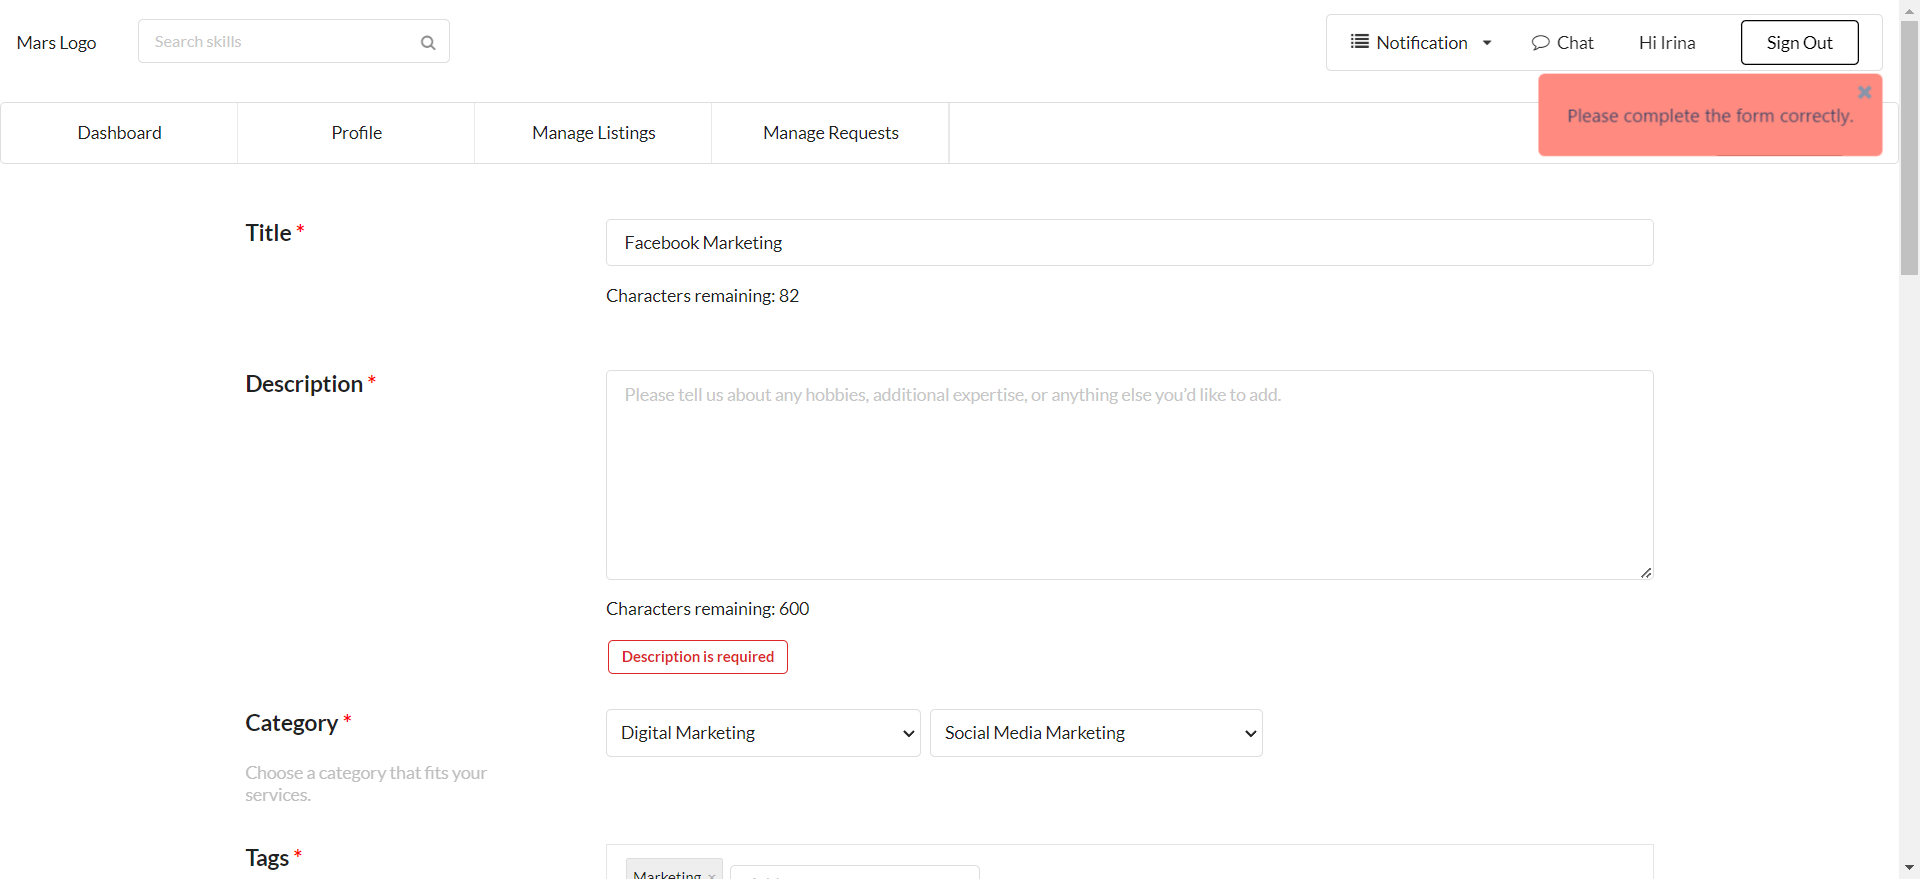 Mars Logo
Search skills
Notification
Chat
Hi Irina
Sign Out
Please complete the form correctly.
Dashboard
Profile
Manage Listings
Manage Requests
Title *
Facebook Marketing
Characters remaining: 82
Description *
Please tell us about any hobbies, additional expertise, or anything else you'd like to add.
Characters remaining: 600
Description is required
Category *
Digital Marketing
Social Media Marketing
Choose a category that fits your
services.
Tags *
Marketing ×